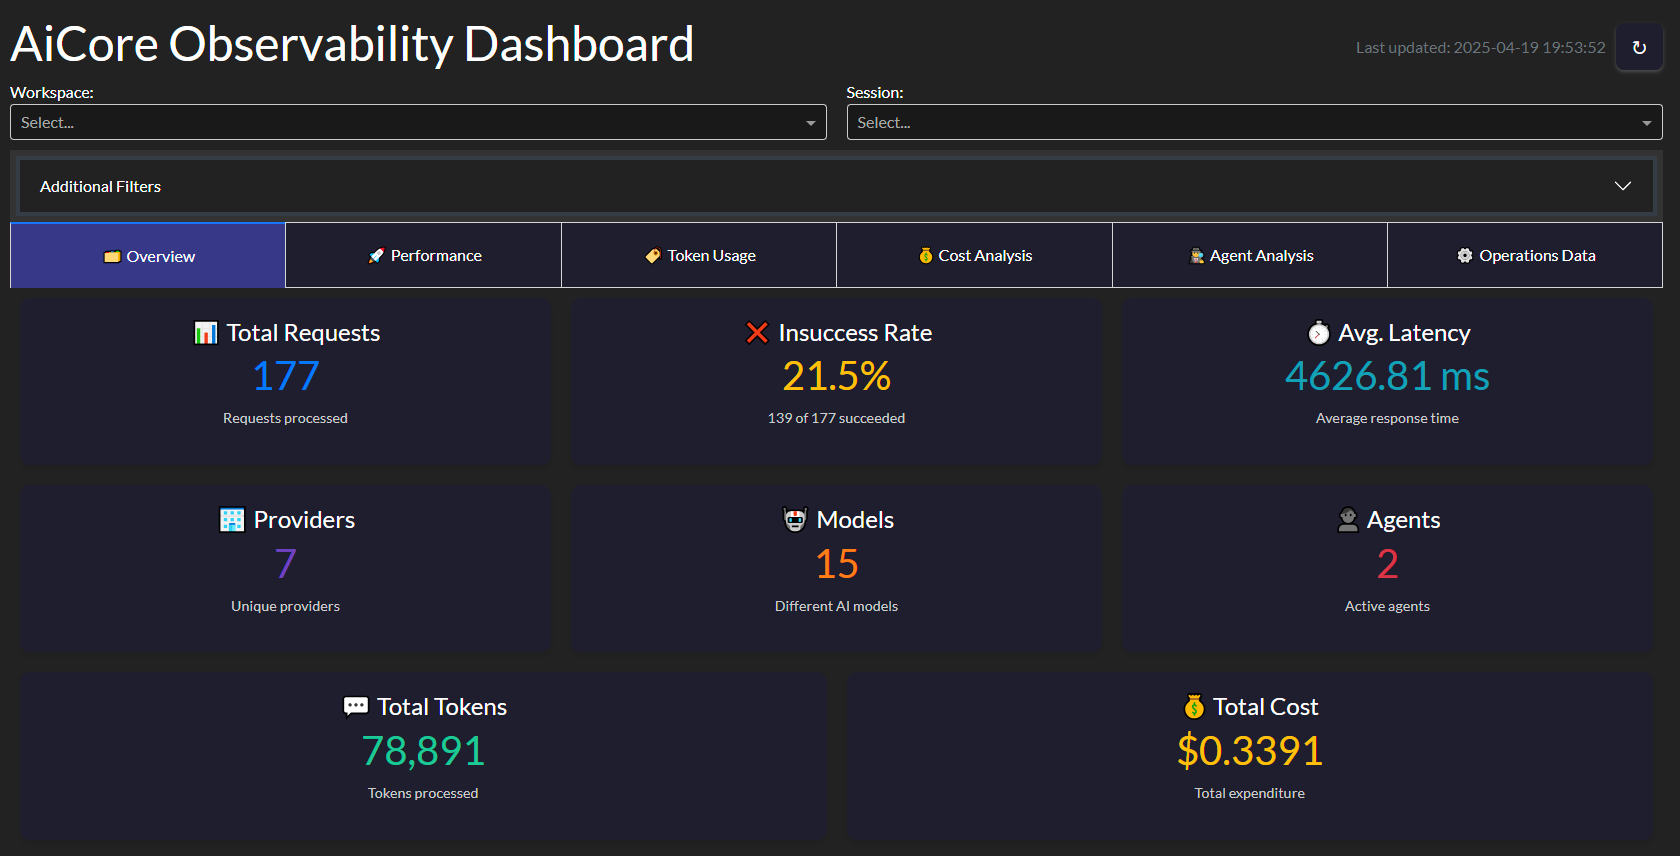 AiCore Observability Dashboard
Last updated: 2025-04-19 19:53:52
Workspace:
Session:
Select...
Select...
Additional Filters
Overview
Performance
Token Usage
Cost Analysis
Agent Analysis
Operations Data
Total Requests
177
Requests processed
Insuccess Rate
21.5%
139 of 177 succeeded
Avg. Latency
4626.81 ms
Average response time
Providers
7
Unique providers
Models
15
Different AI models
Agents
2
Active agents
Total Tokens
78,891
Tokens processed
Total Cost
$0.3391
Total expenditure